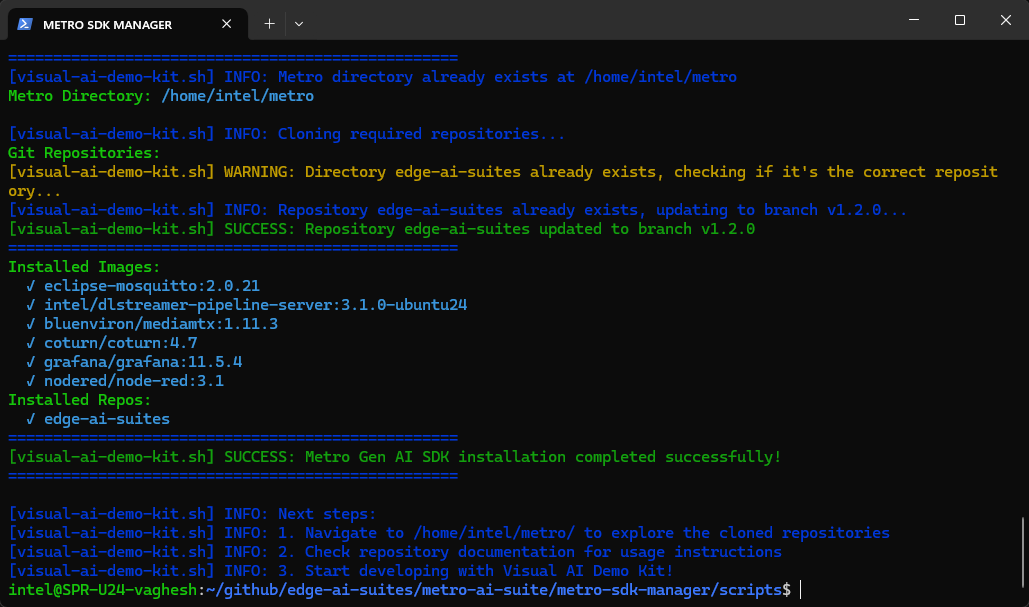 METRO SDK MANAGER
==================================================
[visual-ai-demo-kit.sh] INFO: Metro directory already exists at /home/intel/metro
Metro Directory: /home/intel/metro
[visual-ai-demo-kit.sh] INFO: Cloning required repositories...
Git Repositories:
[visual-ai-demo-kit.sh] WARNING: Directory edge-ai-suites already exists, checking if it's the correct reposit
ory...
[visual-ai-demo-kit.sh] INFO: Repository edge-ai-suites already exists, updating to branch v1.2.0...
[visual-ai-demo-kit.sh] SUCCESS: Repository edge-ai-suites updated to branch v1.2.0
==================================================
Installed Images:
✓ eclipse-mosquitto:2.0.21
✓ intel/dlstreamer-pipeline-server:3.1.0-ubuntu24
✓ bluenviron/mediamtx:1.11.3
✓ coturn/coturn:4.7
✓ grafana/grafana:11.5.4
✓ nodered/node-red:3.1
Installed Repos:
✓ edge-ai-suites
==================================================
[visual-ai-demo-kit.sh] SUCCESS: Metro Gen AI SDK installation completed successfully!
==================================================
[visual-ai-demo-kit.sh] INFO: Next steps:
[visual-ai-demo-kit.sh] INFO: 1. Navigate to /home/intel/metro/ to explore the cloned repositories
[visual-ai-demo-kit.sh] INFO: 2. Check repository documentation for usage instructions
[visual-ai-demo-kit.sh] INFO: 3. Start developing with Visual AI Demo Kit!
intel@SPR-U24-vaghesh:~/github/edge-ai-suites/metro-ai-suite/metro-sdk-manager/scripts$